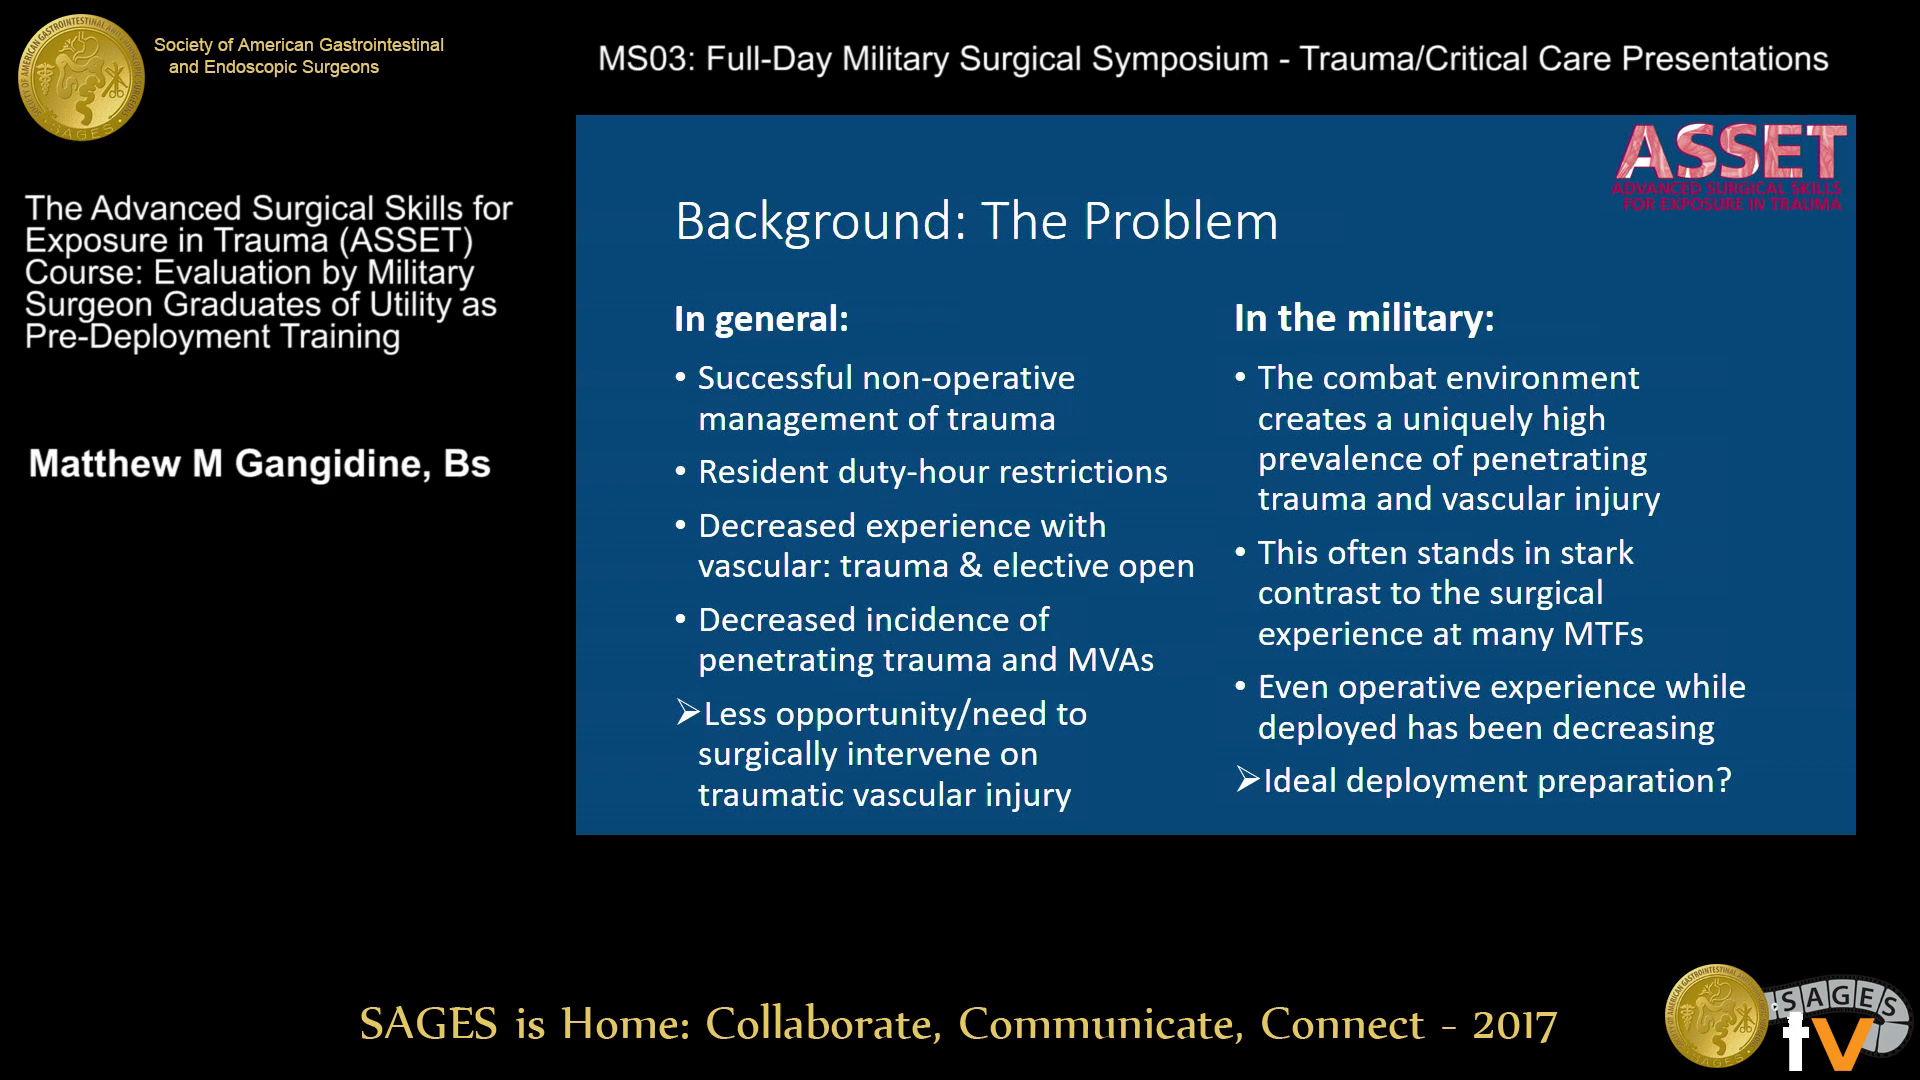 Society of American Gastrointestinal
and Endoscopic Surgeons
MS03: Full-Day Military Surgical Symposium - Trauma/Critical Care Presentations
The Advanced Surgical Skills for
Exposure in Trauma (ASSET)
Course: Evaluation by Military
Surgeon Graduates of Utility as
Pre-Deployment Training
Matthew M Gangidine, Bs
ASSET
ADVANCED SURGICAL SKILLS
FOR EXPOSURE IN TRAUMA
Background: The Problem
In general:
• Successful non-operative
management of trauma
• Resident duty-hour restrictions
• Decreased experience with
vascular: trauma & elective open
• Decreased incidence of
penetrating trauma and MVAs
➢Less opportunity/need to
surgically intervene on
traumatic vascular injury
In the military:
• The combat environment
creates a uniquely high
prevalence of penetrating
trauma and vascular injury
• This often stands in stark
contrast to the surgical
experience at many MTFs
• Even operative experience while
deployed has been decreasing
➢Ideal deployment preparation?
SAGES is Home: Collaborate, Communicate, Connect - 2017
SAGES
tv